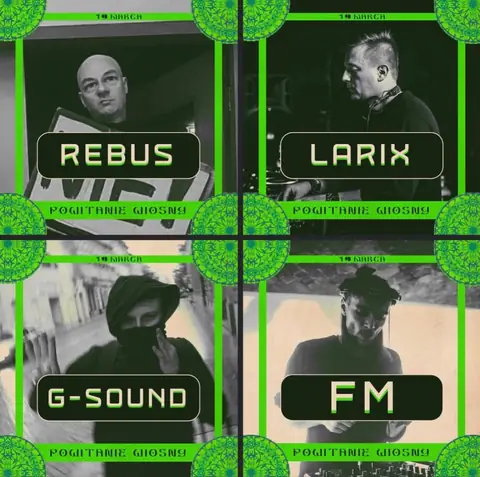 19 MARCA
REBUS
POWITANIE WIOSNY
19 MARCA
LARIX
POWITANIE WIOSNY
19 MARCA
G-SOUND
POWITANIE WIOSNY
19 MARCA
FM
POWITANIE WIOSNY